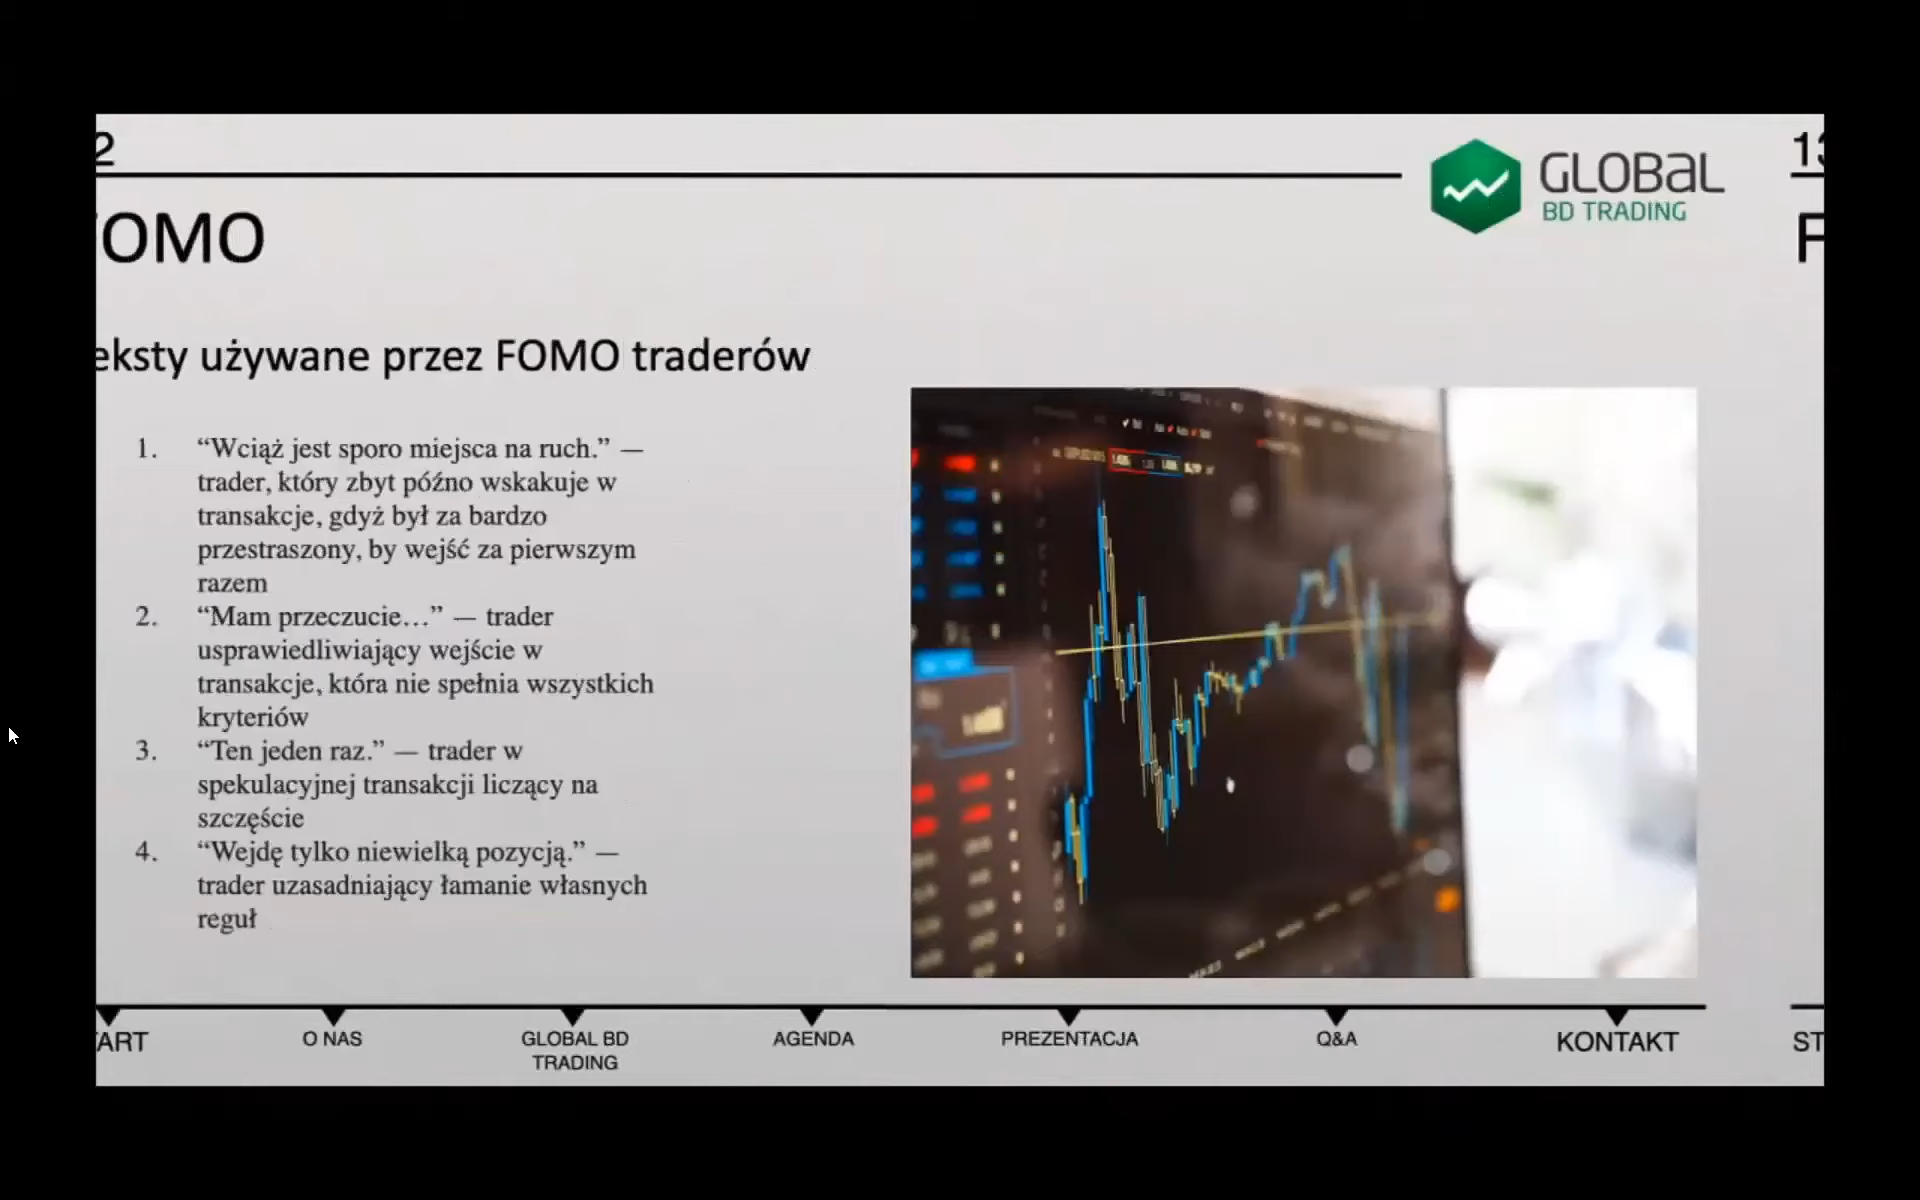 2
13
GLOBAL
BD TRADING
OMO
F
eksty używane przez FOMO traderów
1. “Wciąż jest sporo miejsca na ruch.” —
trader, który zbyt późno wskakuje w
transakcje, gdyż był za bardzo
przestraszony, by wejść za pierwszym
razem
2. “Mam przeczucie…” — trader
usprawiedliwiający wejście w
transakcje, która nie spełnia wszystkich
kryteriów
3. “Ten jeden raz.” — trader w
spekulacyjnej transakcji liczący na
szczęście
4. “Wejdę tylko niewielką pozycją.” —
trader uzasadniający łamanie własnych
reguł
ART
O NAS
GLOBAL BD
TRADING
AGENDA
PREZENTACJA
Q&A
KONTAKT
ST